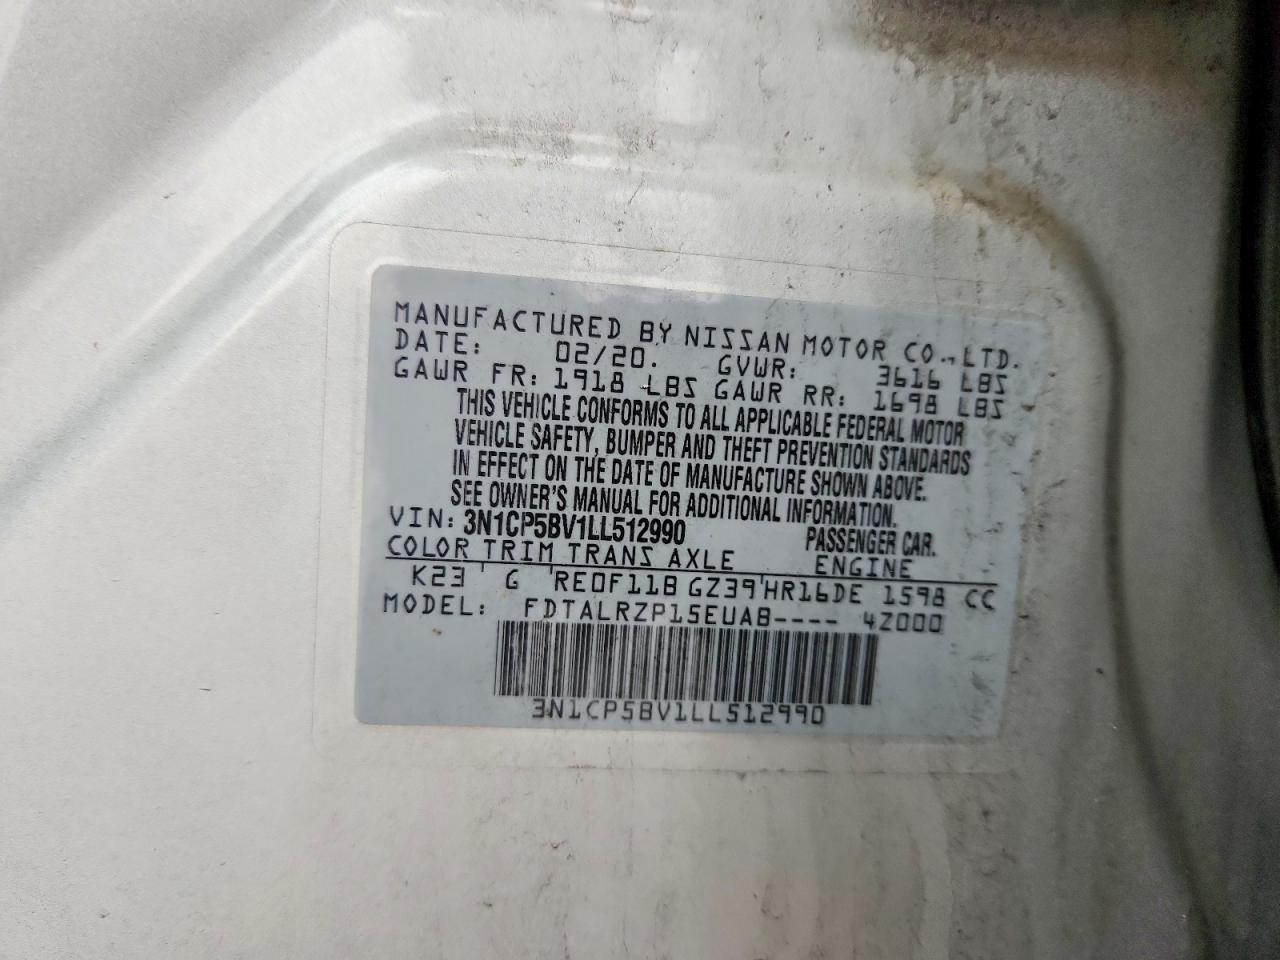 MANUFACTURED BY NISSAN MOTOR CO.,LTD.
DATE: 02/20. GVWR: 3616 LBS
GAWR FR: 1918 LBS GAWR RR: 1698 LBS
THIS VEHICLE CONFORMS TO ALL APPLICABLE FEDERAL MOTOR
VEHICLE SAFETY, BUMPER AND THEFT PREVENTION STANDARDS
IN EFFECT ON THE DATE OF MANUFACTURE SHOWN ABOVE.
SEE OWNER'S MANUAL FOR ADDITIONAL INFORMATION.
VIN: 3N1CP5BV1LL512990 PASSENGER CAR.
COLOR TRIM TRANS AXLE ENGINE
K23 ' G 'RE0F11B GZ39'HR16DE 1598 CC
MODEL: FDTALRZP15EUAB---- 4Z000
3N1CP5BV1LL512990